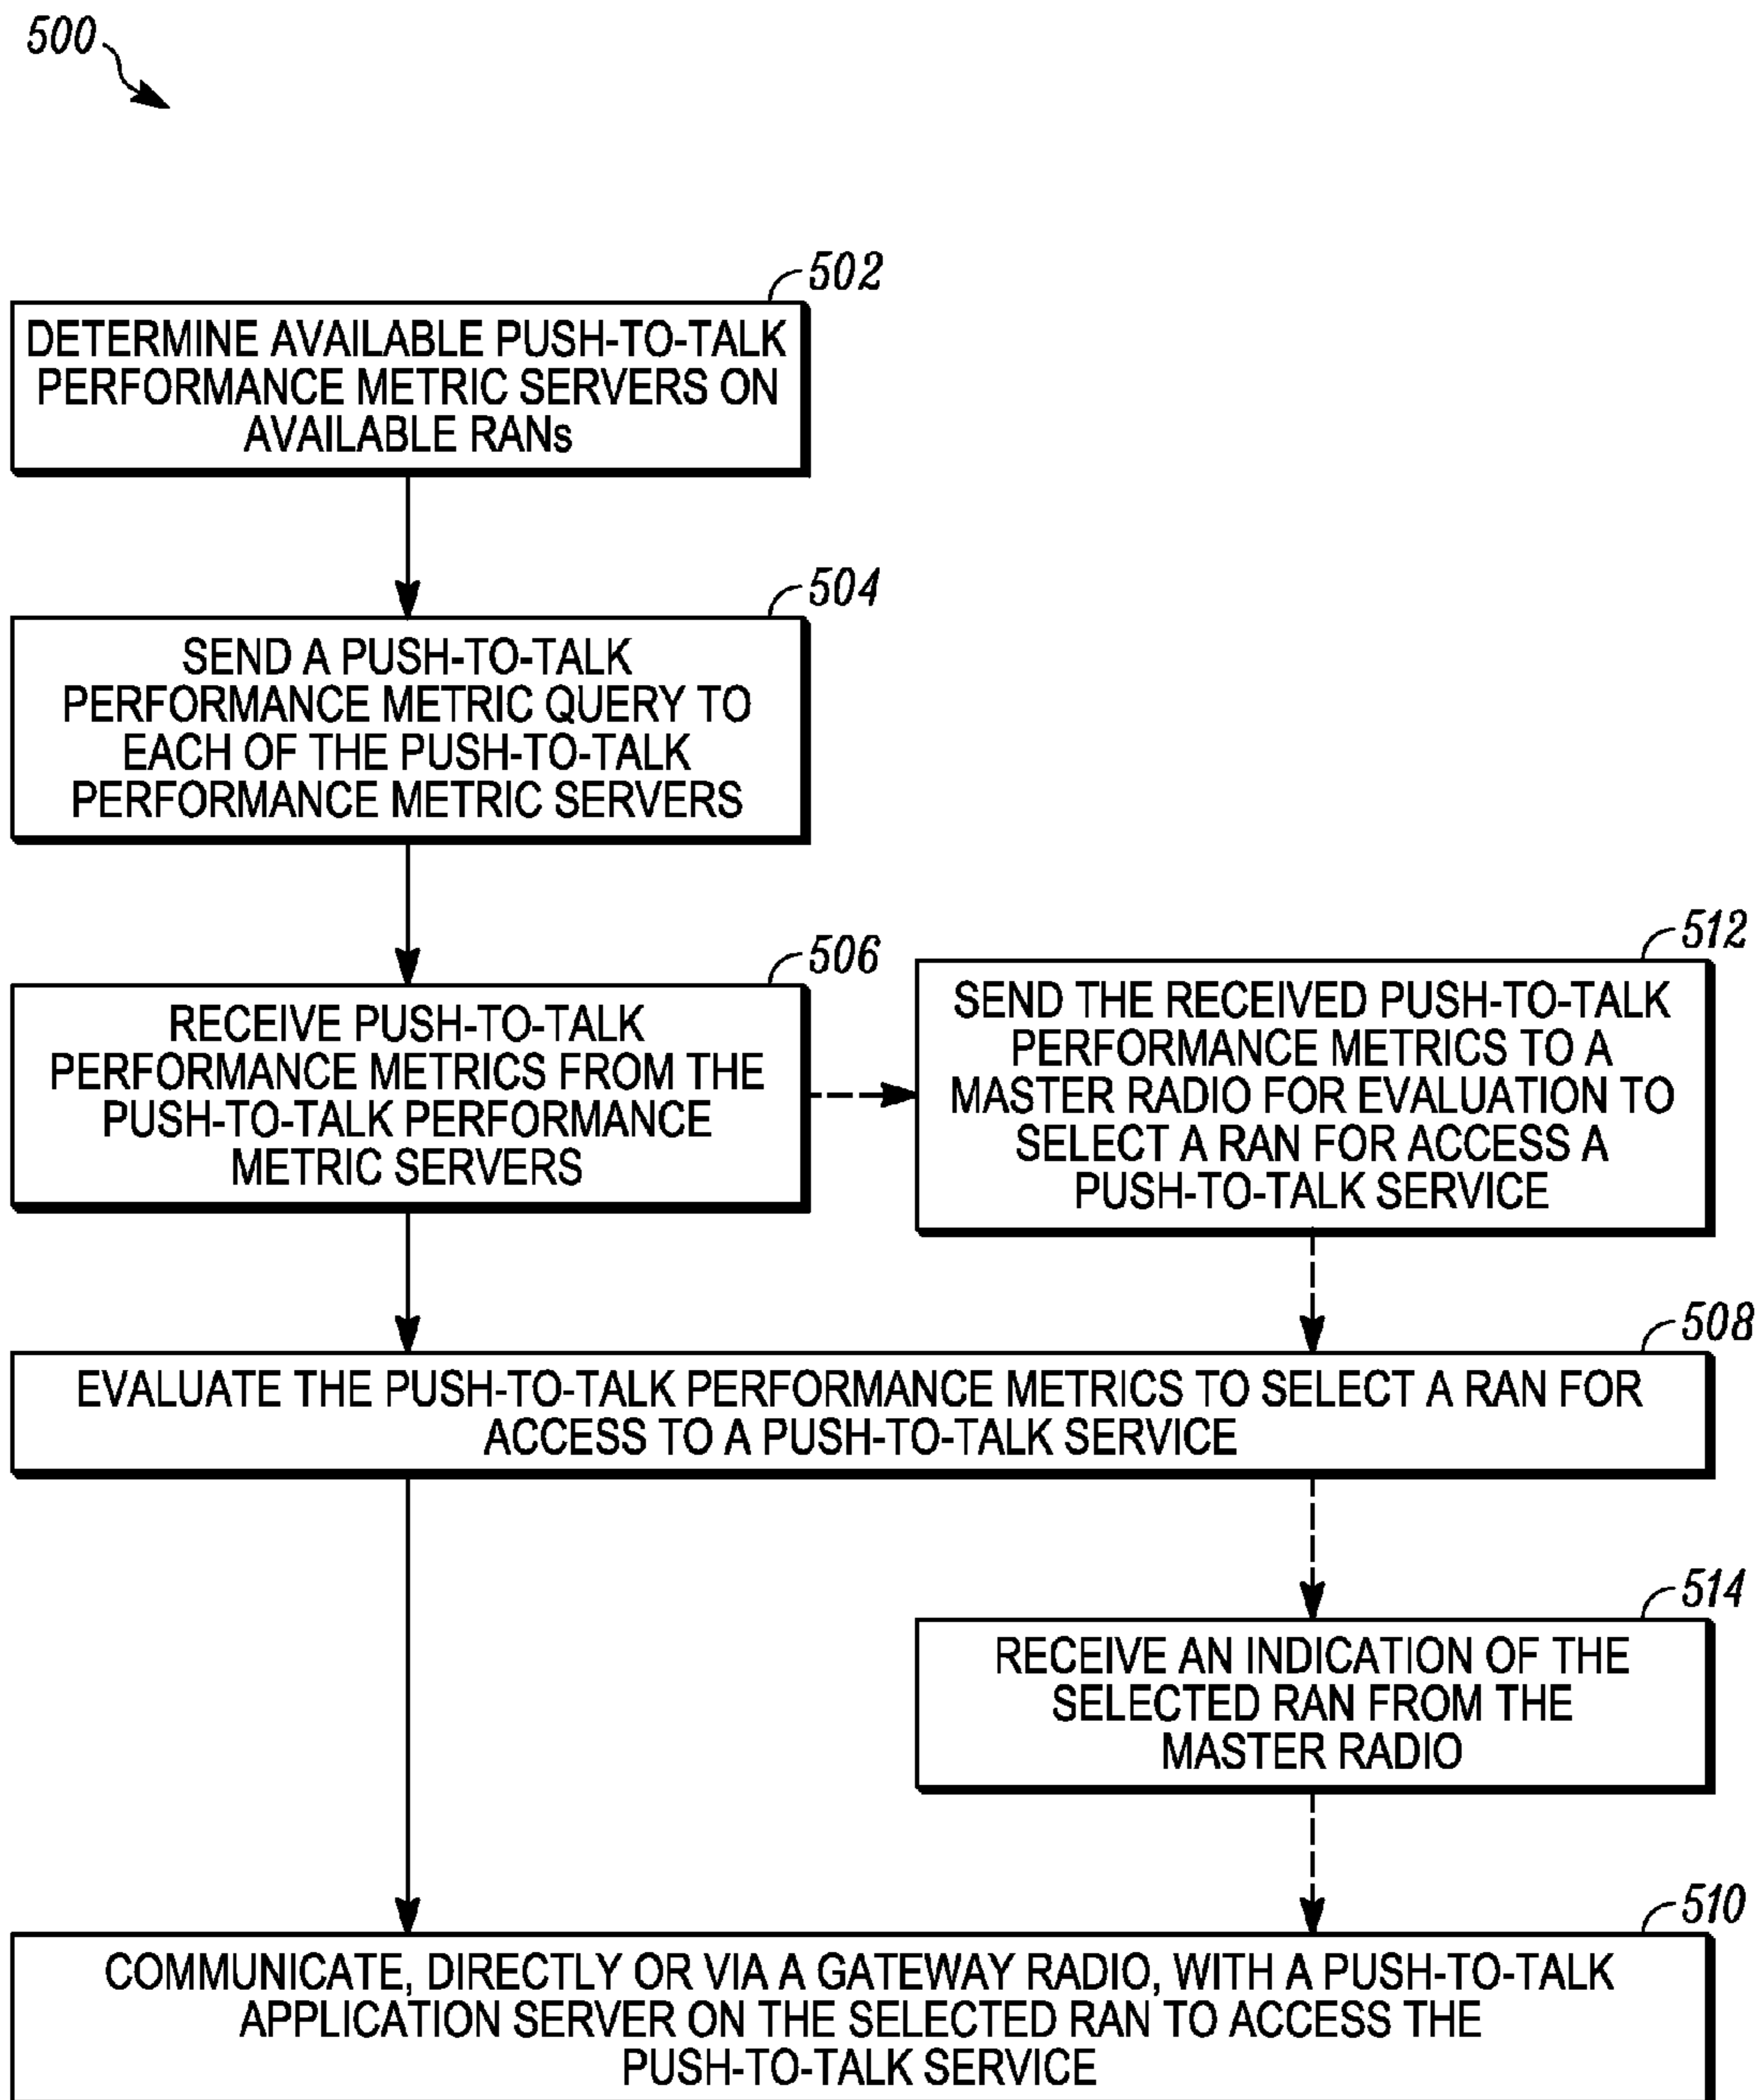 500
502
DETERMINE AVAILABLE PUSH-TO-TALK
PERFORMANCE METRIC SERVERS ON
AVAILABLE RANs
504
SEND A PUSH-TO-TALK
PERFORMANCE METRIC QUERY TO
EACH OF THE PUSH-TO-TALK
PERFORMANCE METRIC SERVERS
506
RECEIVE PUSH-TO-TALK
PERFORMANCE METRICS FROM THE
PUSH-TO-TALK PERFORMANCE
METRIC SERVERS
512
SEND THE RECEIVED PUSH-TO-TALK
PERFORMANCE METRICS TO A
MASTER RADIO FOR EVALUATION TO
SELECT A RAN FOR ACCESS A
PUSH-TO-TALK SERVICE
508
EVALUATE THE PUSH-TO-TALK PERFORMANCE METRICS TO SELECT A RAN FOR
ACCESS TO A PUSH-TO-TALK SERVICE
514
RECEIVE AN INDICATION OF THE
SELECTED RAN FROM THE
MASTER RADIO
510
COMMUNICATE, DIRECTLY OR VIA A GATEWAY RADIO, WITH A PUSH-TO-TALK
APPLICATION SERVER ON THE SELECTED RAN TO ACCESS THE
PUSH-TO-TALK SERVICE